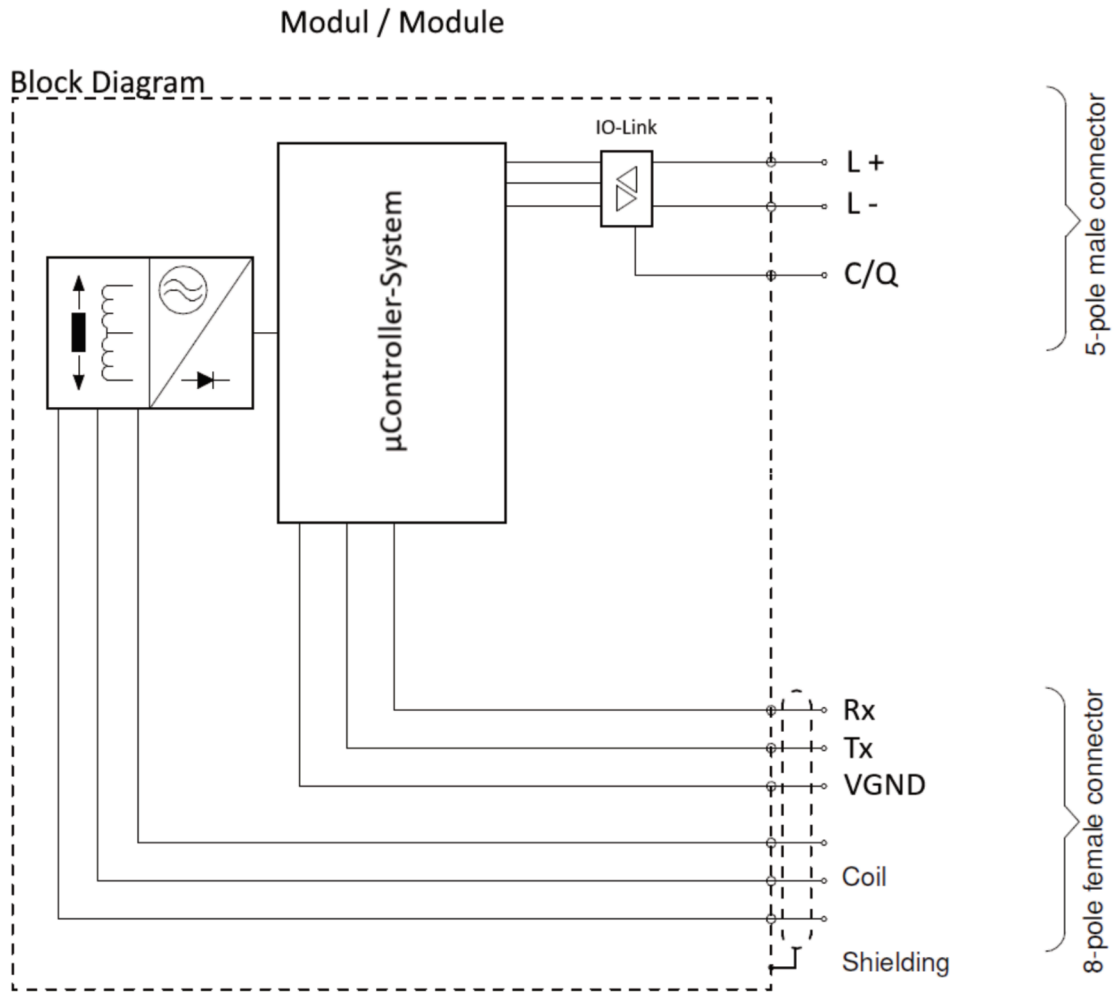 Modul / Module
Block Diagram
IO-Link
L +
L -
C/Q
5-pole male connector
µController-System
Rx
Tx
VGND
Coil
Shielding
8-pole female connector